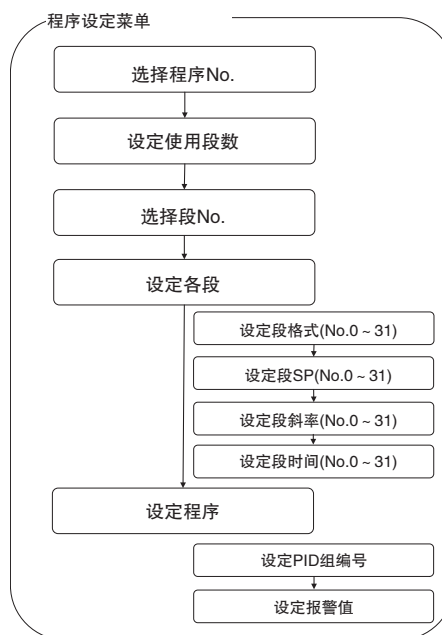 程序设定菜单
选择程序No.
设定使用段数
选择段No.
设定各段
设定段格式(No.0 ~ 31)
设定段SP(No.0 ~ 31)
设定段斜率(No.0 ~ 31)
设定段时间(No.0 ~ 31)
设定程序
设定PID组编号
设定报警值